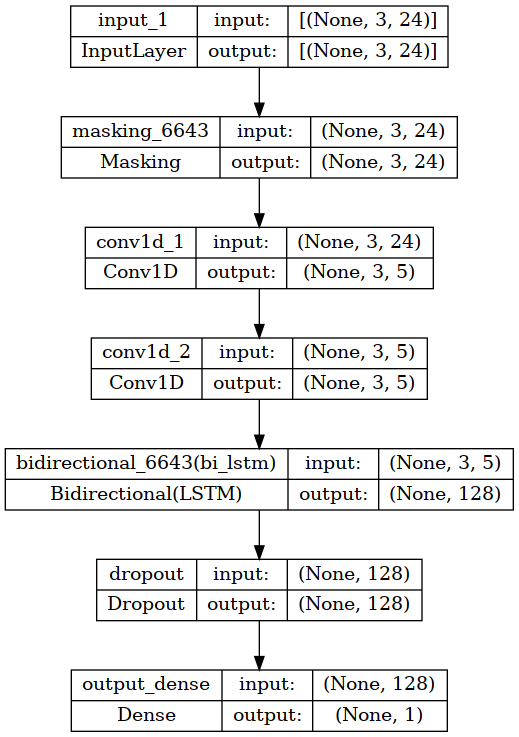 input_1 input: [(None, 3, 24)]
InputLayer output: [(None, 3, 24)]
masking_6643 input: (None, 3, 24)
Masking output: (None, 3, 24)
conv1d_1 input: (None, 3, 24)
Conv1D output: (None, 3, 5)
conv1d_2 input: (None, 3, 5)
Conv1D output: (None, 3, 5)
bidirectional_6643(bi_lstm) input: (None, 3, 5)
Bidirectional(LSTM) output: (None, 128)
dropout input: (None, 128)
Dropout output: (None, 128)
output_dense input: (None, 128)
Dense output: (None, 1)